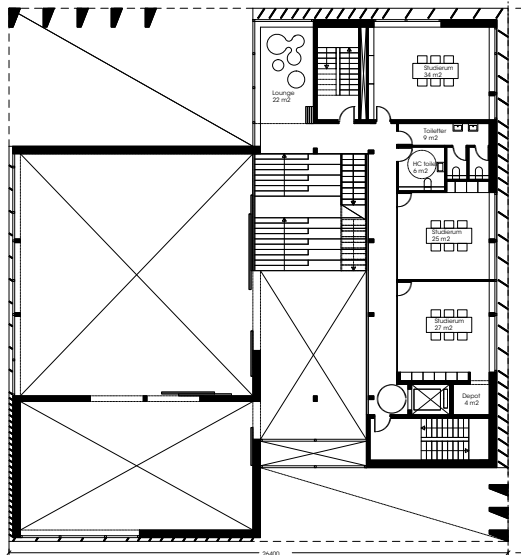 Studierum
34 m2
Lounge
22 m2
Toiletter
9 m2
HC toilet
6 m2
Studierum
25 m2
Studierum
27 m2
Depot
4 m2
26400